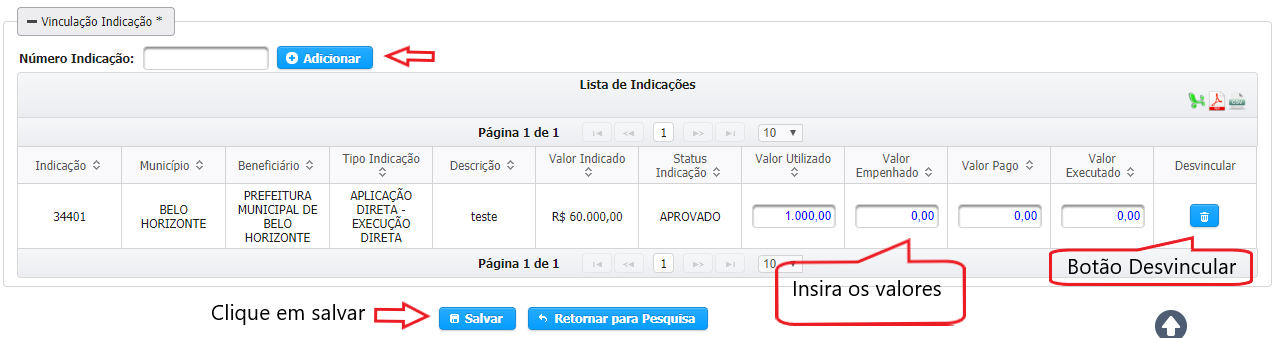 Vinculação Indicação *
Número Indicação: Adicionar
Lista de Indicações
CSV
Página 1 de 1 1 10
Indicação Município Beneficiário Tipo Indicação Descrição Valor Indicado Status Indicação Valor Utilizado Valor Empenhado Valor Pago Valor Executado Desvincular
34401 BELO HORIZONTE PREFEITURA MUNICIPAL DE BELO HORIZONTE APLICAÇÃO DIRETA - EXECUÇÃO DIRETA teste R$ 60.000,00 APROVADO 1.000,00 0,00 0,00 0,00
Página 1 de 1 1 10
Botão Desvincular
Insira os valores
Clique em salvar Salvar Retornar para Pesquisa